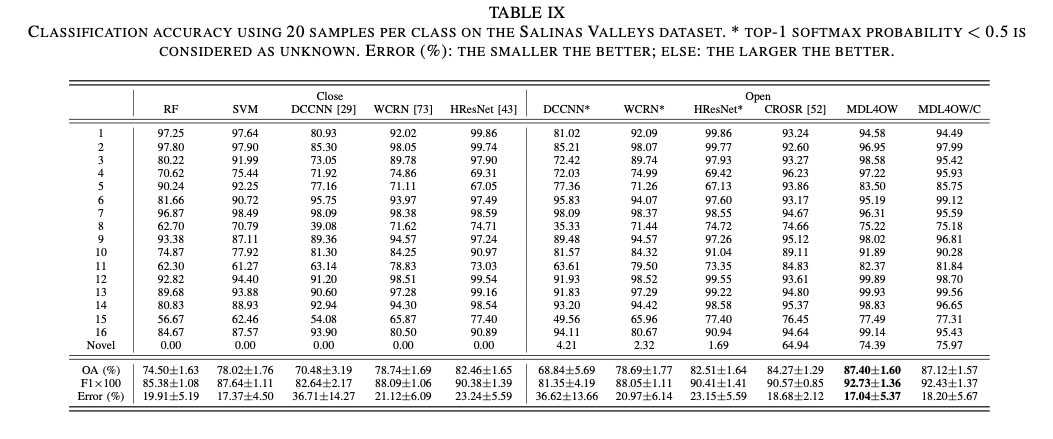 TABLE IX
CLASSIFICATION ACCURACY USING 20 SAMPLES PER CLASS ON THE SALINAS VALLEYS DATASET. * TOP-1 SOFTMAX PROBABILITY < 0.5 IS
CONSIDERED AS UNKNOWN. ERROR (%): THE SMALLER THE BETTER; ELSE: THE LARGER THE BETTER.
Close Open
RF SVM DCCNN [29] WCRN [73] HResNet [43] DCCNN* WCRN* HResNet* CROSR [52] MDL4OW MDL4OW/C
1 97.25 97.64 80.93 92.02 99.86 81.02 92.09 99.86 93.24 94.58 94.49
2 97.80 97.90 85.30 98.05 99.74 85.21 98.07 99.77 92.60 96.95 97.99
3 80.22 91.99 73.05 89.78 97.90 72.42 89.74 97.93 93.27 98.58 95.42
4 70.62 75.44 71.92 74.86 69.31 72.03 74.99 69.42 96.23 97.22 95.93
5 90.24 92.25 77.16 71.11 67.05 77.36 71.26 67.13 93.86 83.50 85.75
6 81.66 90.72 95.75 93.97 97.49 95.83 94.07 97.60 93.17 95.19 99.12
7 96.87 98.49 98.09 98.38 98.59 98.09 98.37 98.55 94.67 96.31 95.59
8 62.70 70.79 39.08 71.62 74.71 35.33 71.44 74.72 74.66 75.22 75.18
9 93.38 87.11 89.36 94.57 97.24 89.48 94.57 97.26 95.12 98.02 96.81
10 74.87 77.92 81.30 84.25 90.97 81.57 84.32 91.04 89.11 91.89 90.28
11 62.30 61.27 63.14 78.83 73.03 63.61 79.50 73.35 84.83 82.37 81.84
12 92.82 94.40 91.20 98.51 99.54 91.93 98.52 99.55 93.61 99.89 98.70
13 89.68 93.88 90.60 97.28 99.16 91.83 97.29 99.22 94.80 99.93 99.56
14 80.83 88.93 92.94 94.30 98.54 93.20 94.42 98.58 95.37 98.83 96.65
15 56.67 62.46 54.08 65.87 77.40 49.56 65.96 77.40 76.45 77.49 77.31
16 84.67 87.57 93.90 80.50 90.89 94.11 80.67 90.94 94.64 99.14 95.43
Novel 0.00 0.00 0.00 0.00 0.00 4.21 2.32 1.69 64.94 74.39 75.97
OA (%) 74.50±1.63 78.02±1.76 70.48±3.19 78.74±1.69 82.46±1.65 68.84±5.69 78.69±1.77 82.51±1.64 84.27±1.29 87.40±1.60 87.12±1.57
F1×100 85.38±1.08 87.64±1.11 82.64±2.17 88.09±1.06 90.38±1.39 81.35±4.19 88.05±1.11 90.41±1.41 90.57±0.85 92.73±1.36 92.43±1.37
Error (%) 19.91±5.19 17.37±4.50 36.71±14.27 21.12±6.09 23.24±5.59 36.62±13.66 20.97±6.14 23.15±5.59 18.68±2.12 17.04±5.37 18.20±5.67